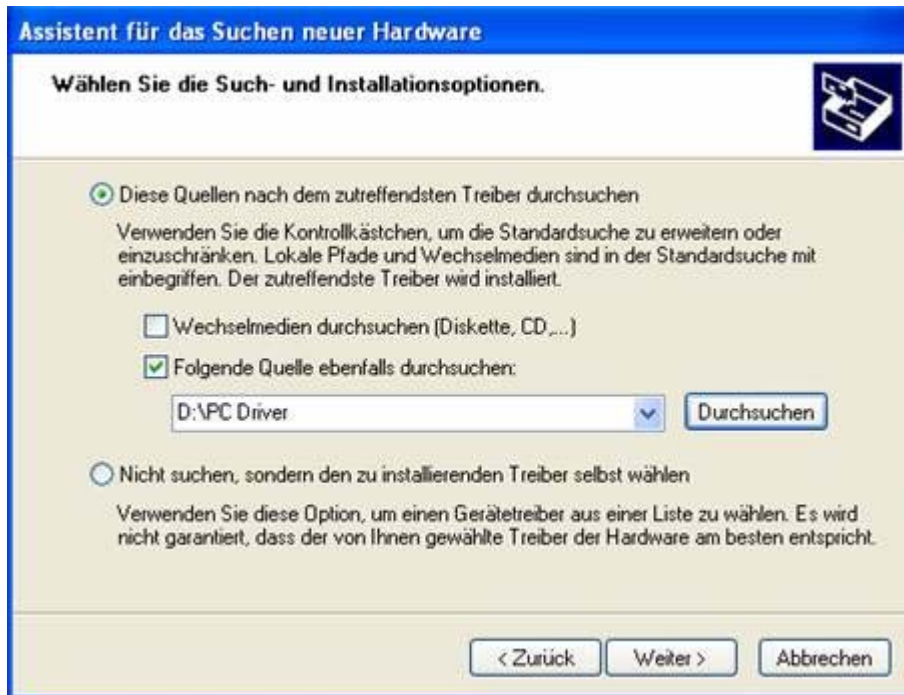 Assistent für das Suchen neuer Hardware
Wählen Sie die Such- und Installationsoptionen.
Diese Quellen nach dem zutreffendsten Treiber durchsuchen
Verwenden Sie die Kontrollkästchen, um die Standardsuche zu erweitern oder
einzuschränken. Lokale Pfade und Wechselmedien sind in der Standardsuche mit
einbegriffen. Der zutreffendste Treiber wird installiert.
Wechselmedien durchsuchen (Diskette, CD,...)
Folgende Quelle ebenfalls durchsuchen:
D:\PC Driver
Durchsuchen
Nicht suchen, sondern den zu installierenden Treiber selbst wählen
Verwenden Sie diese Option, um einen Gerätetreiber aus einer Liste zu wählen. Es wird
nicht garantiert, dass der von Ihnen gewählte Treiber der Hardware am besten entspricht.
< Zurück Weiter > Abbrechen